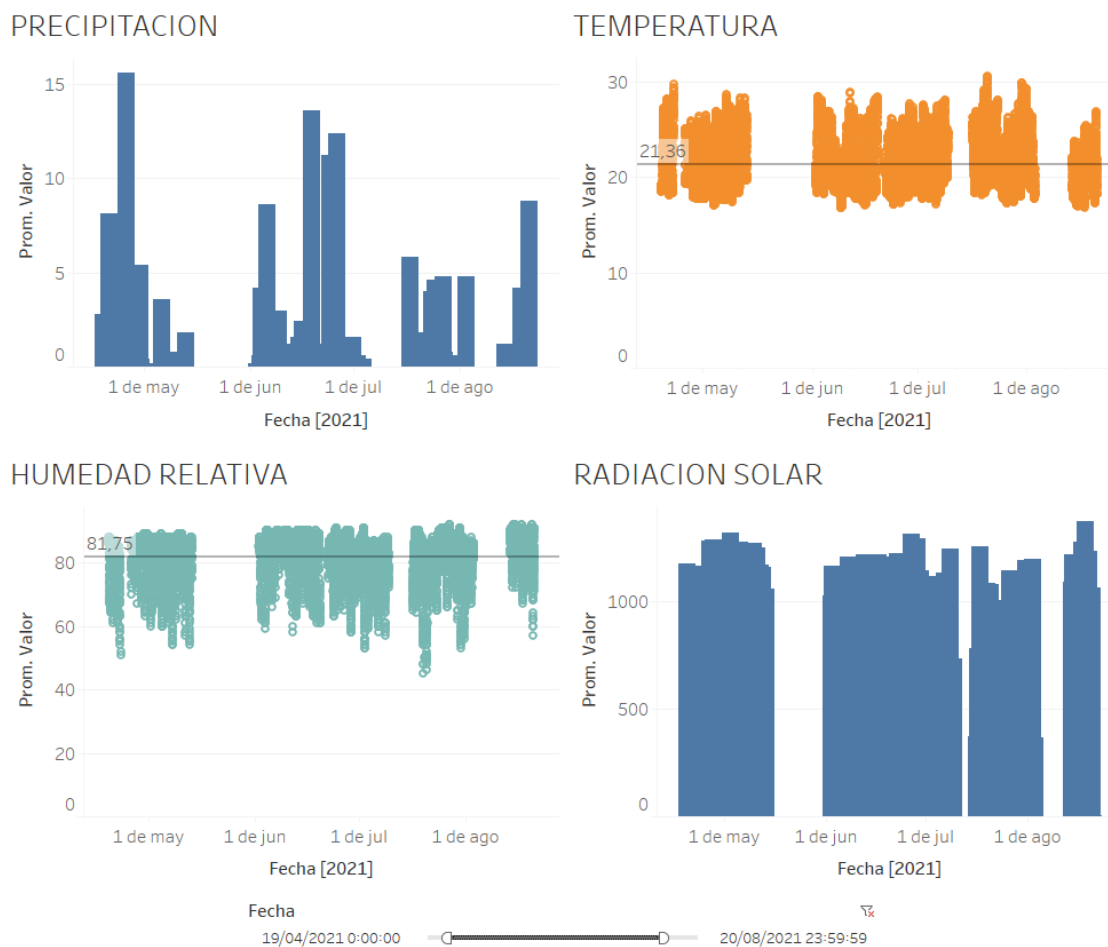 PRECIPITACION
Prom. Valor
15
10
5
0
1 de may
1 de jun
1 de jul
1 de ago
Fecha [2021]
TEMPERATURA
Prom. Valor
30
20
10
0
21,36
1 de may
1 de jun
1 de jul
1 de ago
Fecha [2021]
HUMEDAD RELATIVA
Prom. Valor
80
60
40
20
0
81,75
1 de may
1 de jun
1 de jul
1 de ago
Fecha [2021]
RADIACION SOLAR
Prom. Valor
1000
500
0
1 de may
1 de jun
1 de jul
1 de ago
Fecha [2021]
Fecha
19/04/2021 0:00:00
20/08/2021 23:59:59